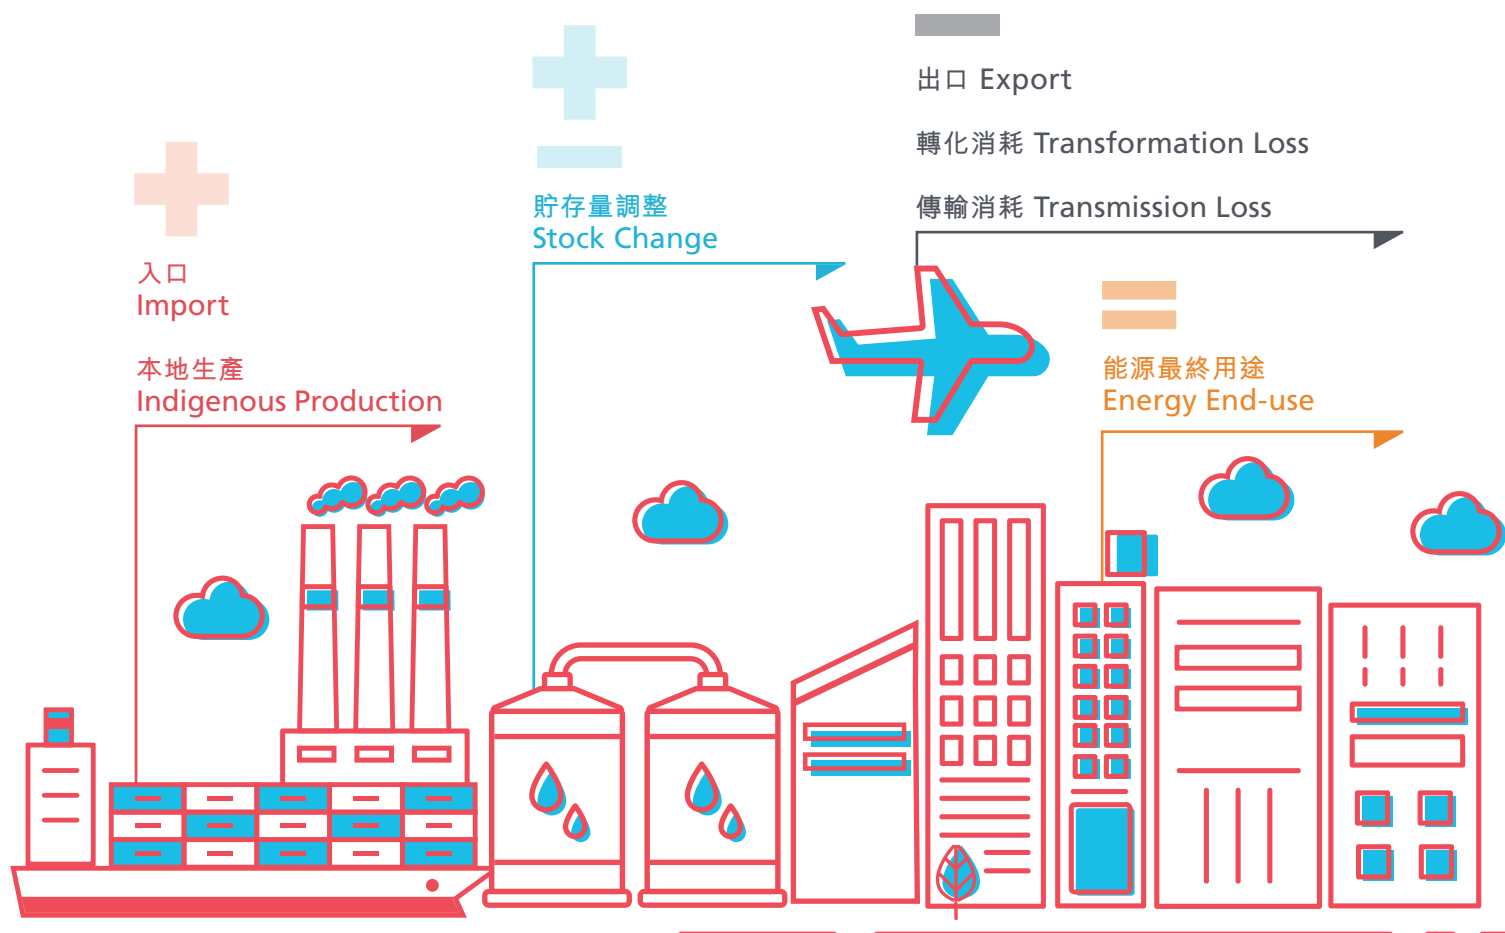 入口
Import
本地生產
Indigenous Production
貯存量調整
Stock Change
出口 Export
轉化消耗 Transformation Loss
傳輸消耗 Transmission Loss
能源最終用途
Energy End-use